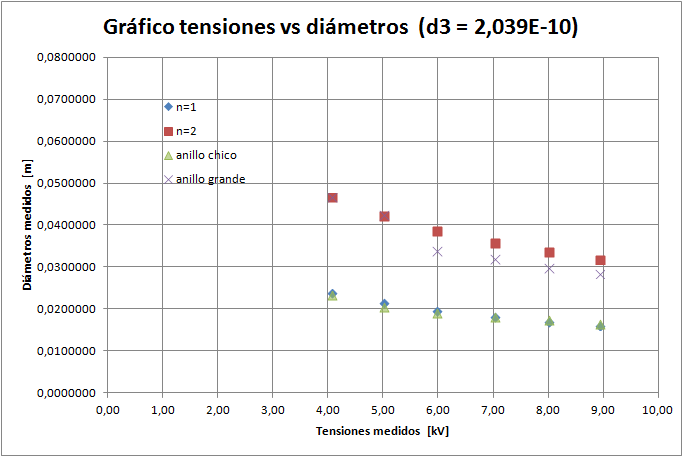 Gráfico tensiones vs diámetros (d3 = 2,039E-10)
0,0800000
0,0700000
0,0600000
0,0500000
0,0400000
0,0300000
0,0200000
0,0100000
0,0000000
Diámetros medidos [m]
n=1
n=2
anillo chico
anillo grande
0,00 1,00 2,00 3,00 4,00 5,00 6,00 7,00 8,00 9,00 10,00
Tensiones medidos [kV]